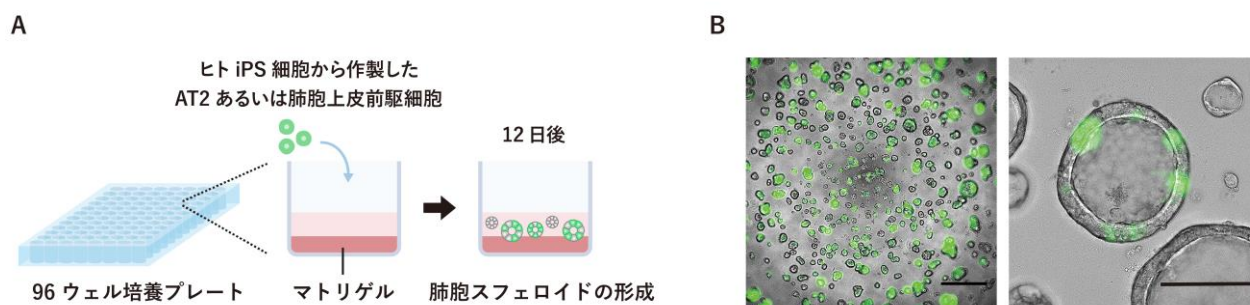 A
ヒト iPS 細胞から作製した
AT2 あるいは肺胞上皮前駆細胞
12 日後
96 ウェル培養プレート
マトリゲル
肺胞スフェロイドの形成
B